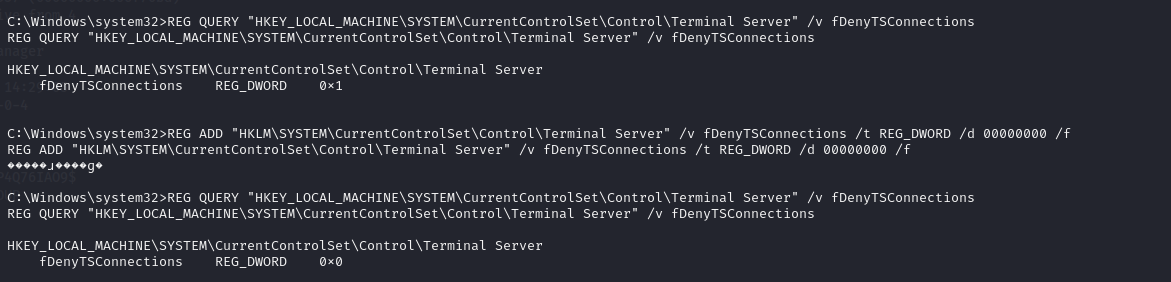 C:\Windows\system32>REG QUERY "HKEY_LOCAL_MACHINE\SYSTEM\CurrentControlSet\Control\Terminal Server" /v fDenyTSConnections
REG QUERY "HKEY_LOCAL_MACHINE\SYSTEM\CurrentControlSet\Control\Terminal Server" /v fDenyTSConnections
HKEY_LOCAL_MACHINE\SYSTEM\CurrentControlSet\Control\Terminal Server
fDenyTSConnections    REG_DWORD    0x1
C:\Windows\system32>REG ADD "HKLM\SYSTEM\CurrentControlSet\Control\Terminal Server" /v fDenyTSConnections /t REG_DWORD /d 00000000 /f
REG ADD "HKLM\SYSTEM\CurrentControlSet\Control\Terminal Server" /v fDenyTSConnections /t REG_DWORD /d 00000000 /f
C:\Windows\system32>REG QUERY "HKEY_LOCAL_MACHINE\SYSTEM\CurrentControlSet\Control\Terminal Server" /v fDenyTSConnections
REG QUERY "HKEY_LOCAL_MACHINE\SYSTEM\CurrentControlSet\Control\Terminal Server" /v fDenyTSConnections
HKEY_LOCAL_MACHINE\SYSTEM\CurrentControlSet\Control\Terminal Server
fDenyTSConnections    REG_DWORD    0x0